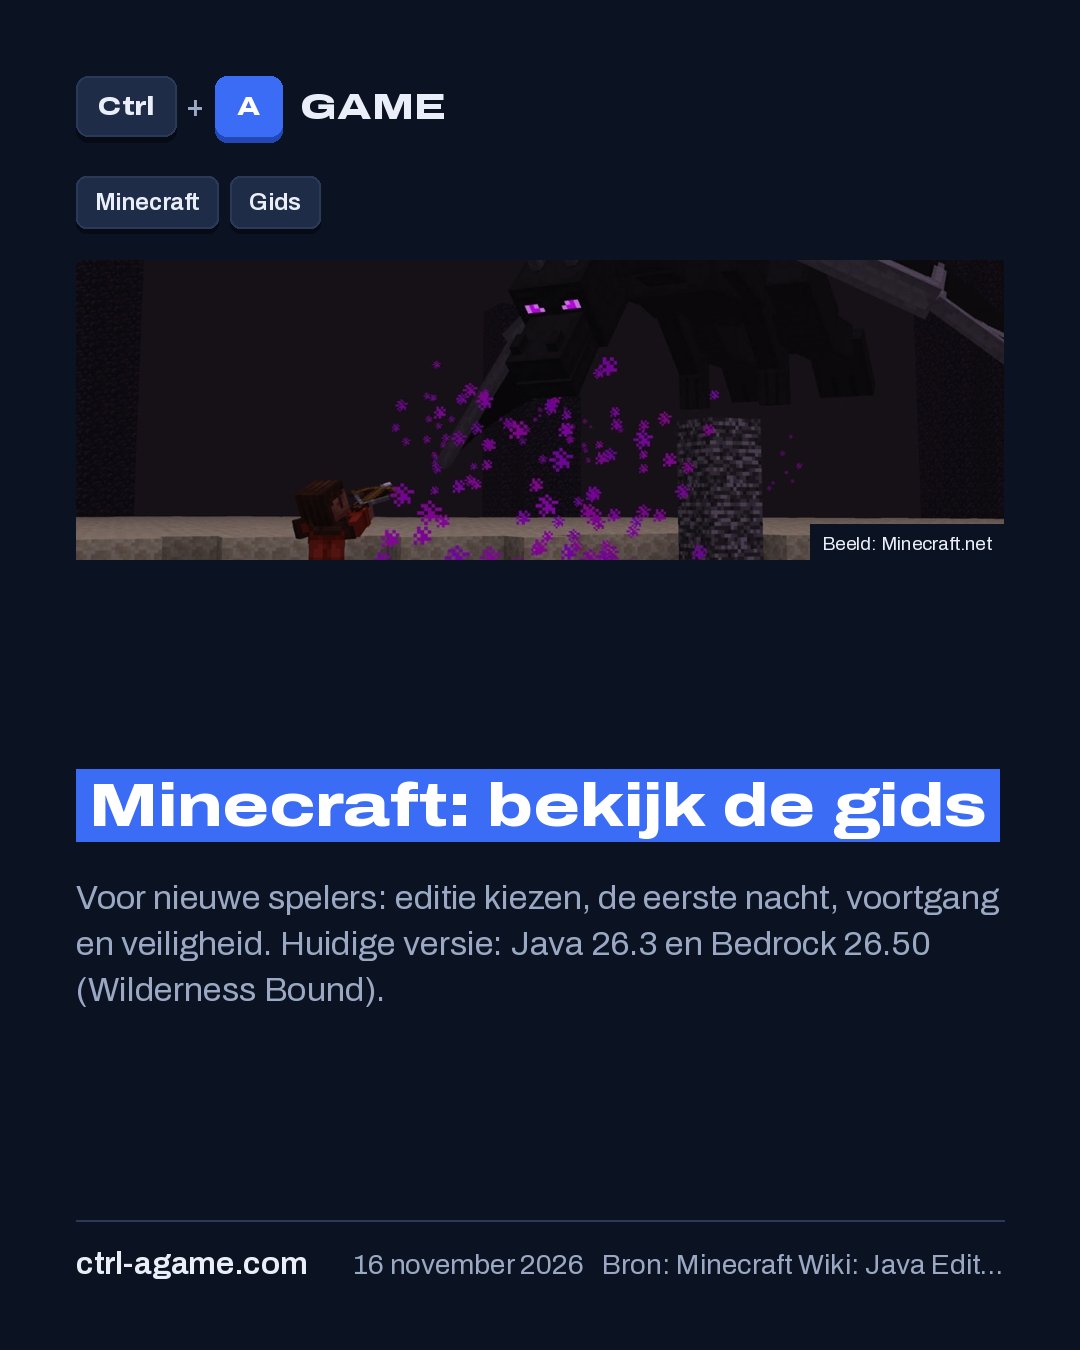 Ctrl + A GAME
Minecraft Gids
Beeld: Minecraft.net
Minecraft: bekijk de gids
Voor nieuwe spelers: editie kiezen, de eerste nacht, voortgang
en veiligheid. Huidige versie: Java 26.3 en Bedrock 26.50
(Wilderness Bound).
ctrl-agame.com 16 november 2026 Bron: Minecraft Wiki: Java Edit...